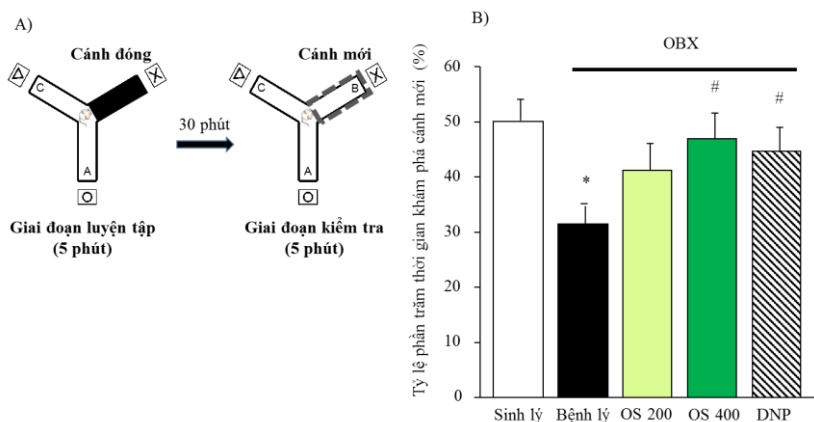 A)
Cánh đóng
Cánh mới
C
X
A
O
30 phút
C
B
X
A
O
Giai đoạn luyện tập
(5 phút)
Giai đoạn kiểm tra
(5 phút)
B)
OBX
Tỷ lệ phần trăm thời gian khám phá cánh mới (%)
60
50
40
30
20
10
0
*
#
#
Sinh lý
Bệnh lý
OS 200
OS 400
DNP